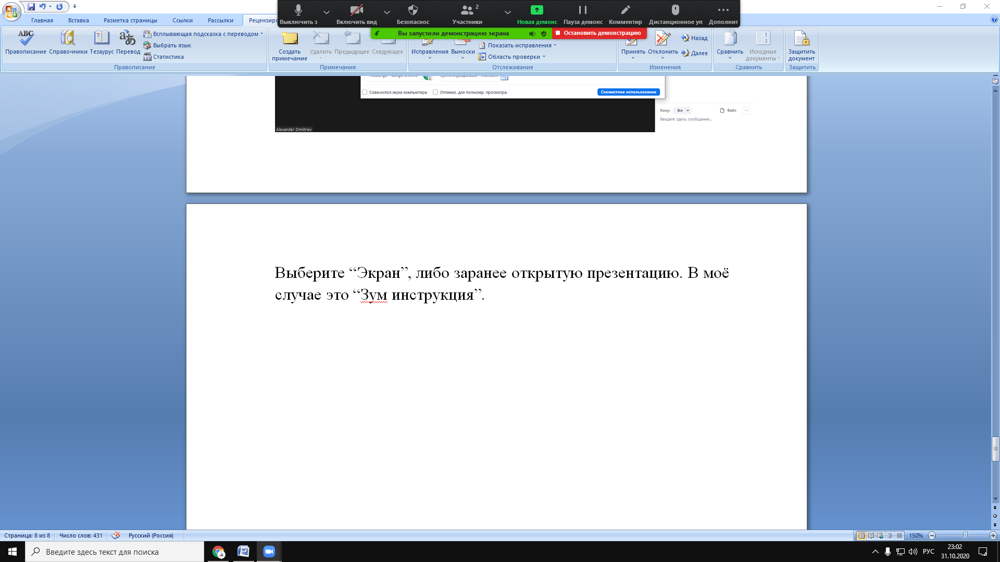 Главная Вставка Разметка страницы Ссылки Рассылки Рецензиро
Выключить з Включить вид Безопаснос Участники 2 Новая демонс Пауза демонс Комментир Дистанционное уп Дополнит
Вы запустили демонстрацию экрана Остановить демонстрацию
ABC
Правописание Справочники Тезаурус Перевод
Всплывающая подсказка с переводом
Выбрать язык
ABC 123 Статистика
Правописание
Создать примечание Удалить Предыдущее Следующее
Примечания
Исправления Выноски
Показать исправления
Область проверки
Отслеживание
Принять Отклонить
Назад
Далее
Изменения
Сравнить Исходные документы
Сравнить
Защитить документ
Защитить
Совм.испол.звука компьютера Оптимиз. для полноэкр. просмотра. Совместное использование
Кому: Все Файл
Введите здесь сообщение...
Alexander Dimitriev
Выберите “Экран”, либо заранее открытую презентацию. В моё
случае это “Зум инструкция”.
Страница: 8 из 8 Число слов: 431 Русский (Россия) 150%
Введите здесь текст для поиска
РУС
23:02
31.10.2020